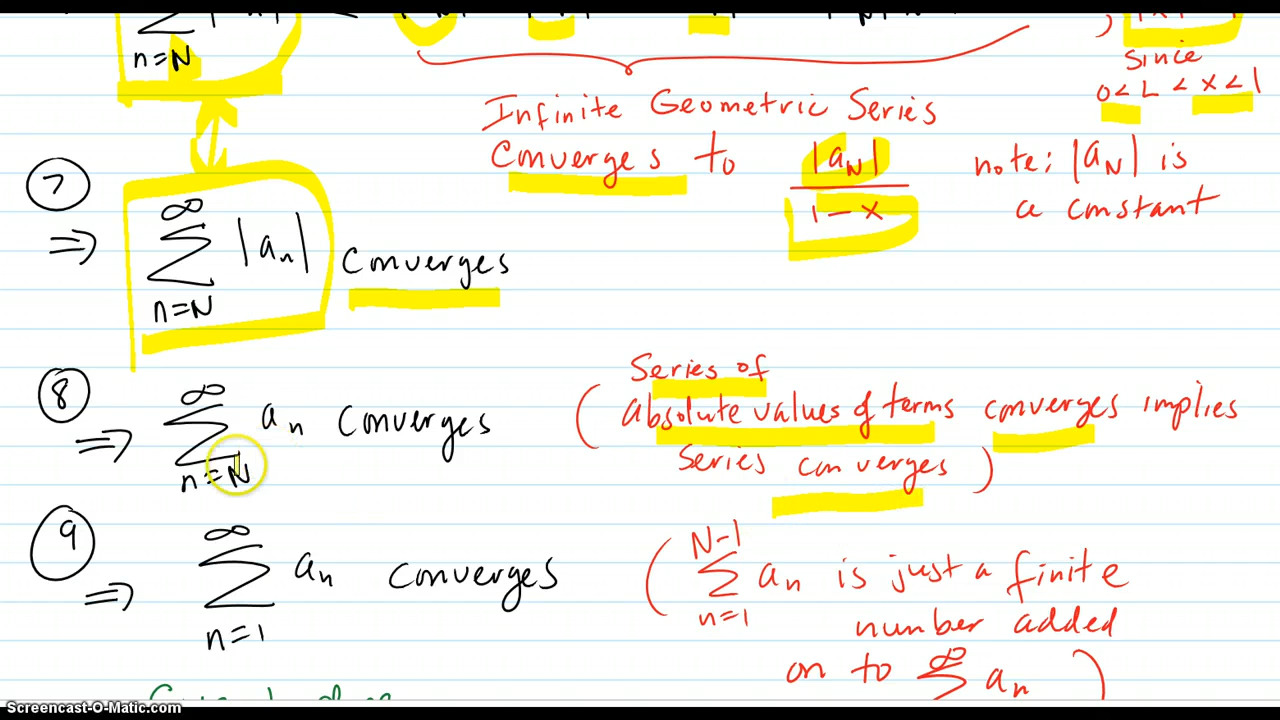 n=N
since
0<L<x<1
Infinite Geometric Series
Converges to |a_N| / 1-x
note: |a_N| is
a constant
⑦ ⇒ ∞ Σ n=N |a_n| converges
⑧ ⇒ ∞ Σ n=N a_n converges
(Series of
absolute values of terms converges implies
series converges)
⑨ ⇒ ∞ Σ n=1 a_n converges
(N-1 Σ n=1 a_n is just a finite
number added
on to ∞ Σ a_n)
Screencast-O-Matic.com